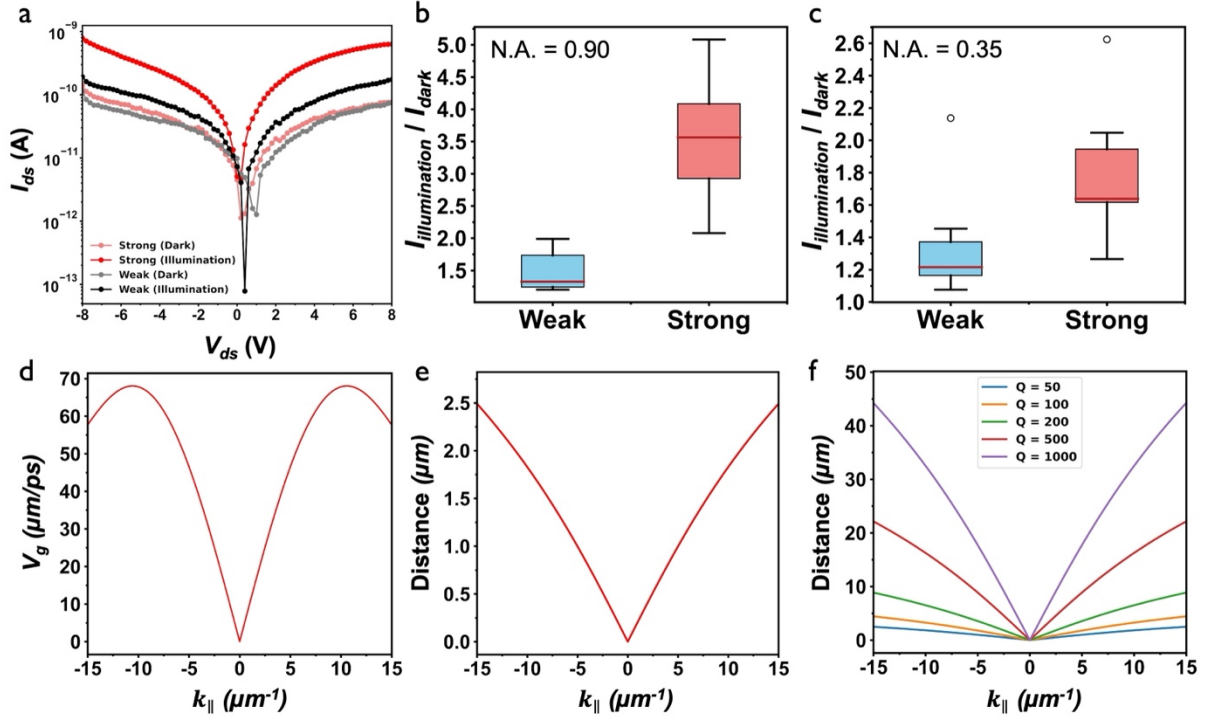 a
10⁻⁹
10⁻¹⁰
10⁻¹¹
10⁻¹²
10⁻¹³
I_ds (A)
Strong (Dark)
Strong (Illumination)
Weak (Dark)
Weak (Illumination)
-8 -6 -4 -2 0 2 4 6 8
V_ds (V)
b
N.A. = 0.90
5.0
4.5
4.0
3.5
3.0
2.5
2.0
1.5
I_illumination / I_dark
Weak Strong
c
N.A. = 0.35
2.6
2.4
2.2
2.0
1.8
1.6
1.4
1.2
1.0
I_illumination / I_dark
Weak Strong
d
70
60
50
40
30
20
10
0
V_g (μm/ps)
-15 -10 -5 0 5 10 15
k_∥ (μm⁻¹)
e
2.5
2.0
1.5
1.0
0.5
0.0
Distance (μm)
-15 -10 -5 0 5 10 15
k_∥ (μm⁻¹)
f
50
40
30
20
10
0
Distance (μm)
Q = 50
Q = 100
Q = 200
Q = 500
Q = 1000
-15 -10 -5 0 5 10 15
k_∥ (μm⁻¹)